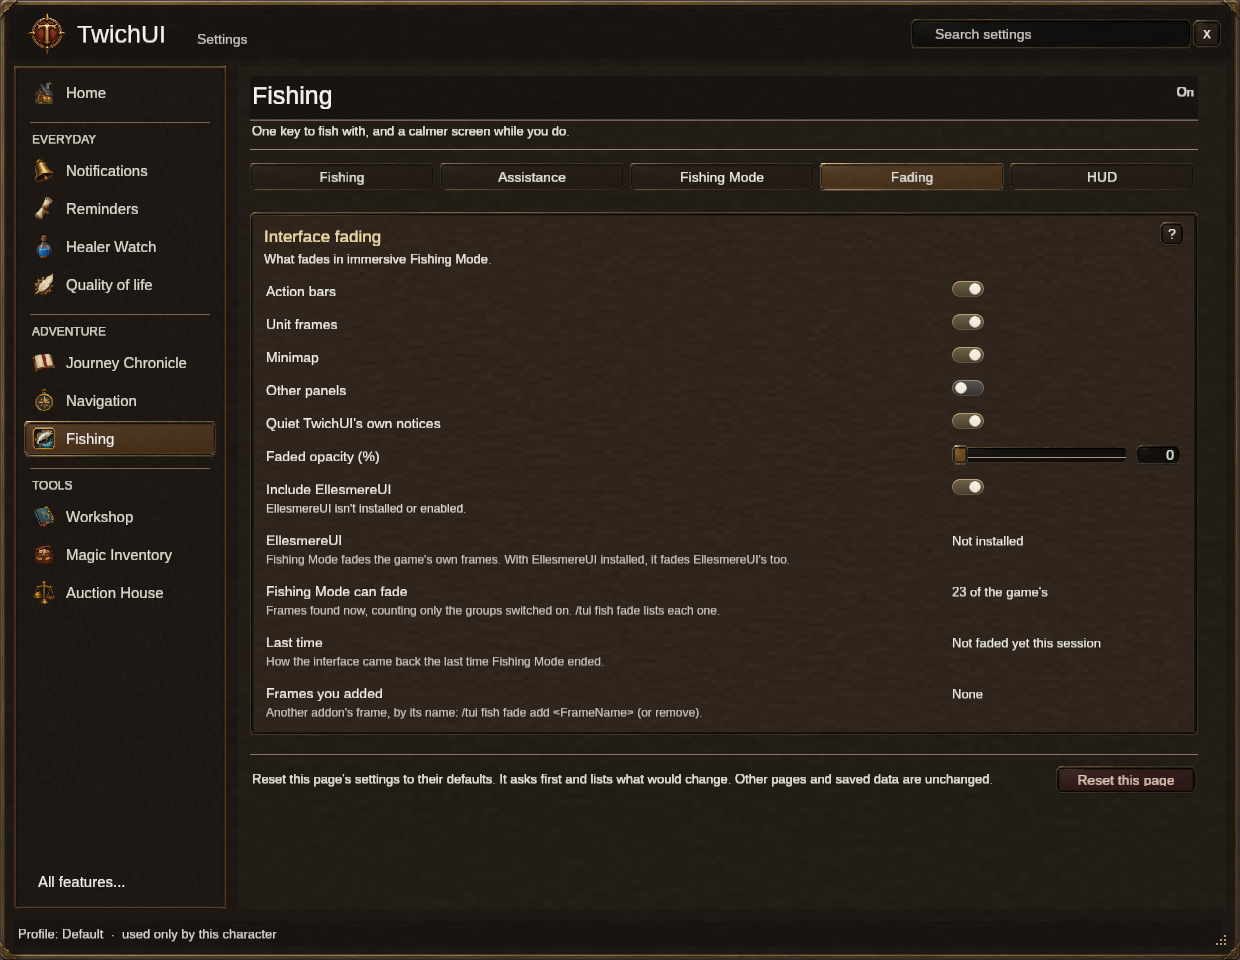 TwichUI
Settings
Search settings
X
Home
EVERYDAY
Notifications
Reminders
Healer Watch
Quality of life
ADVENTURE
Journey Chronicle
Navigation
Fishing
TOOLS
Workshop
Magic Inventory
Auction House
All features...
Fishing
On
One key to fish with, and a calmer screen while you do.
Fishing
Assistance
Fishing Mode
Fading
HUD
Interface fading
?
What fades in immersive Fishing Mode.
Action bars
Unit frames
Minimap
Other panels
Quiet TwichUI's own notices
Faded opacity (%)
0
Include EllesmereUI
EllesmereUI isn't installed or enabled.
EllesmereUI
Not installed
Fishing Mode fades the game's own frames. With EllesmereUI installed, it fades EllesmereUI's too.
Fishing Mode can fade
23 of the game's
Frames found now, counting only the groups switched on. /tui fish fade lists each one.
Last time
Not faded yet this session
How the interface came back the last time Fishing Mode ended.
Frames you added
None
Another addon's frame, by its name: /tui fish fade add <FrameName> (or remove).
Reset this page's settings to their defaults. It asks first and lists what would change. Other pages and saved data are unchanged.
Reset this page
Profile: Default · used only by this character